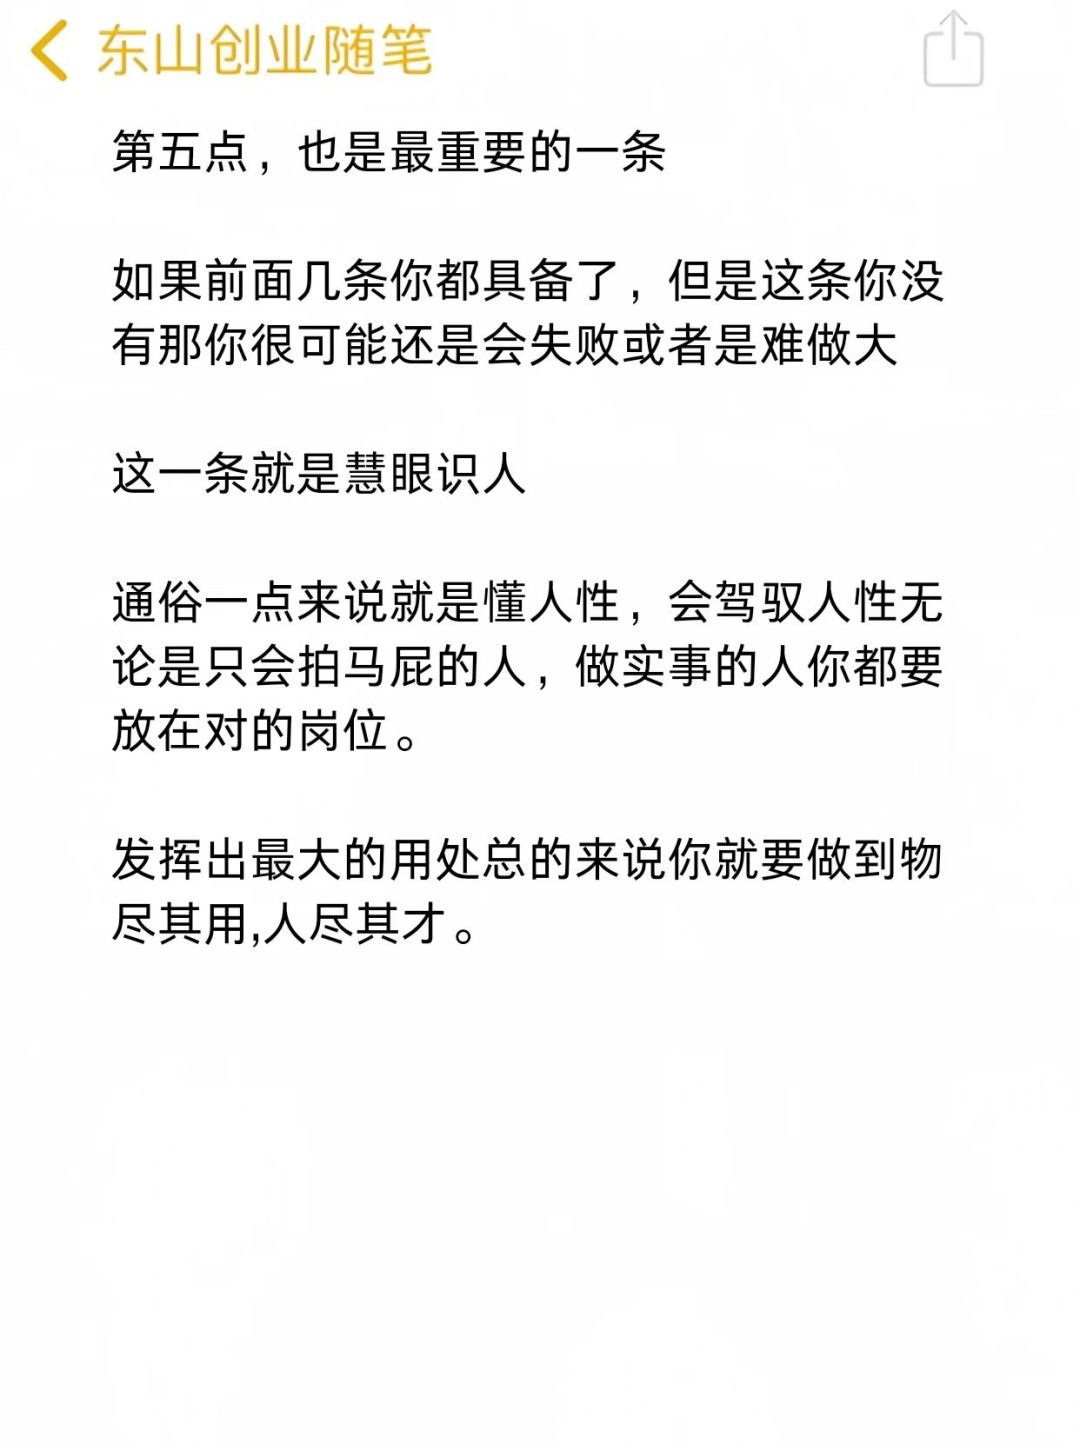 东山创业随笔
第五点，也是最重要的一条
如果前面几条你都具备了，但是这条你没
有那你很可能还是会失败或者是难做大
这一条就是慧眼识人
通俗一点来说就是懂人性，会驾驭人性无
论是只会拍马屁的人，做实事的人你都要
放在对的岗位。
发挥出最大的用处总的来说你就要做到物
尽其用,人尽其才。